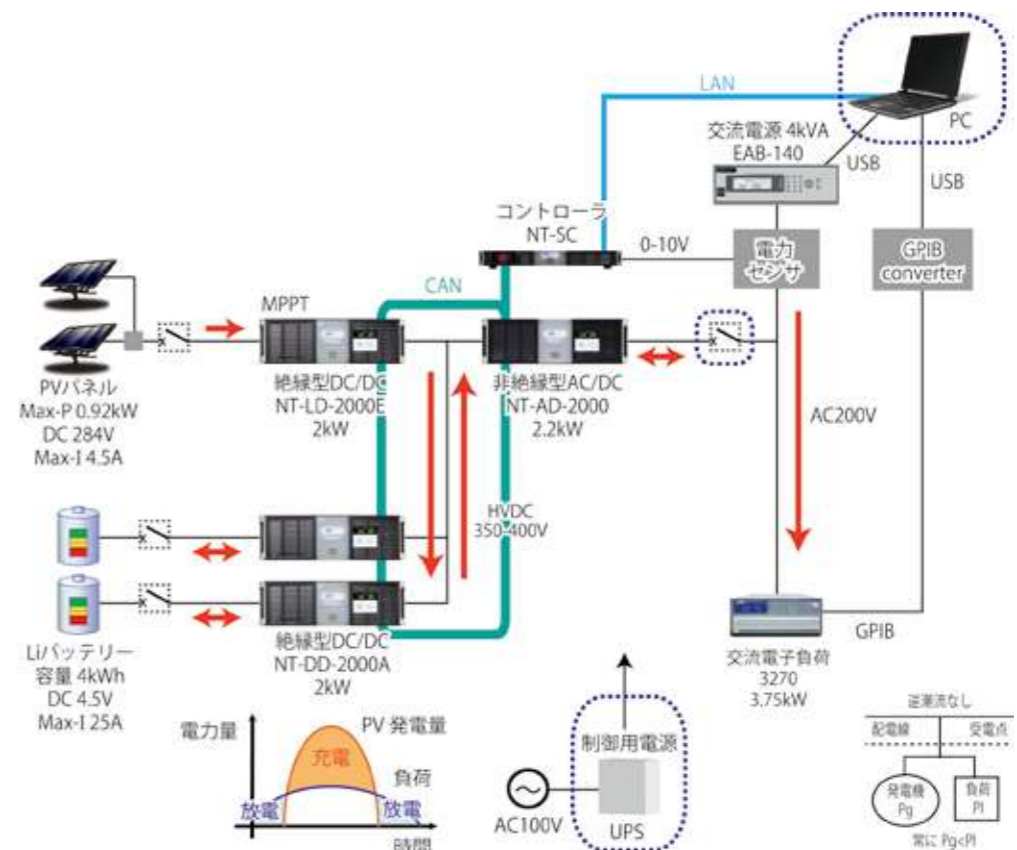 LAN
PC
交流電源 4kVA
EAB-140
USB
USB
コントローラ
NT-SC
0-10V
電力
センサ
GPIB
converter
CAN
MPPT
PVパネル
Max-P 0.92kW
DC 284V
Max-I 4.5A
絶縁型DC/DC
NT-LD-2000E
2kW
非絶縁型AC/DC
NT-AD-2000
2.2kW
AC200V
HVDC
350-400V
Liバッテリー
容量 4kWh
DC 4.5V
Max-I 25A
絶縁型DC/DC
NT-DD-2000A
2kW
GPIB
交流電子負荷
3270
3.75kW
電力量
PV 発電量
充電
負荷
放電
放電
時間
制御用電源
AC100V
UPS
逆潮流なし
配電線
受電点
発電機
Pg
負荷
Pl
常に Pg<Pl